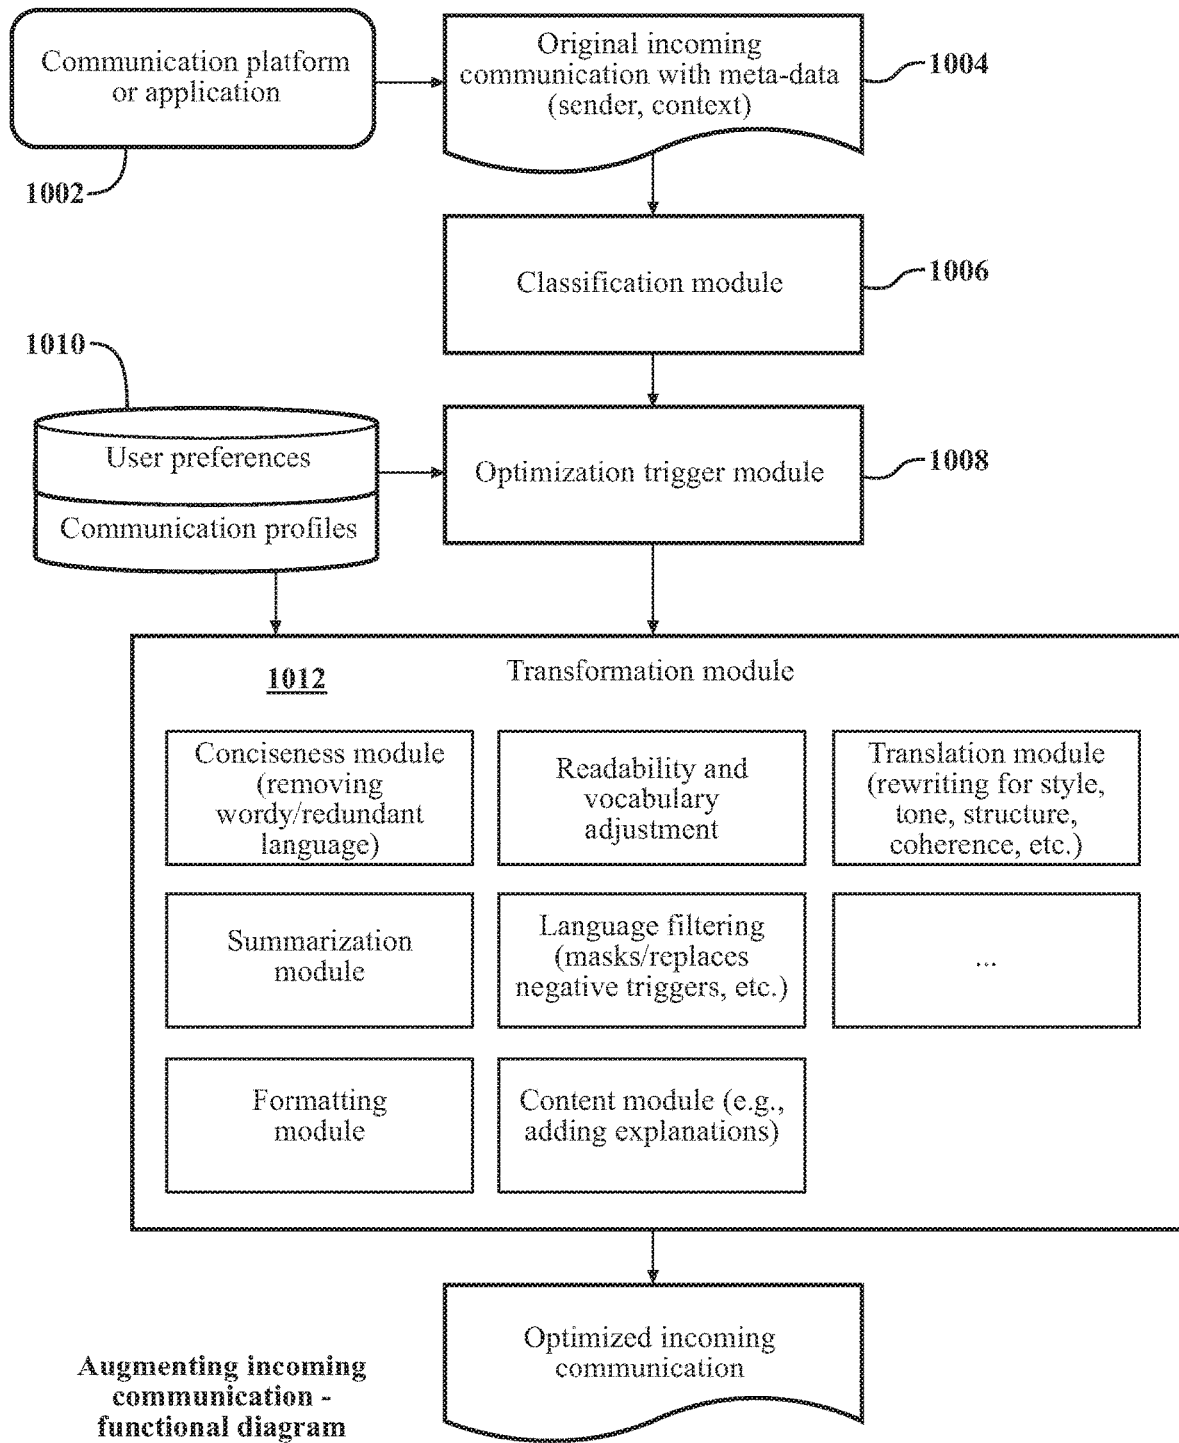 Communication platform
or application
Original incoming
communication with meta-data
(sender, context)
1004
1002
Classification module
1006
1010
User preferences
Communication profiles
Optimization trigger module
1008
1012
Transformation module
Conciseness module
(removing
wordy/redundant
language)
Readability and
vocabulary
adjustment
Translation module
(rewriting for style,
tone, structure,
coherence, etc.)
Summarization
module
Language filtering
(masks/replaces
negative triggers, etc.)
...
Formatting
module
Content module (e.g.,
adding explanations)
Optimized incoming
communication
Augmenting incoming
communication -
functional diagram